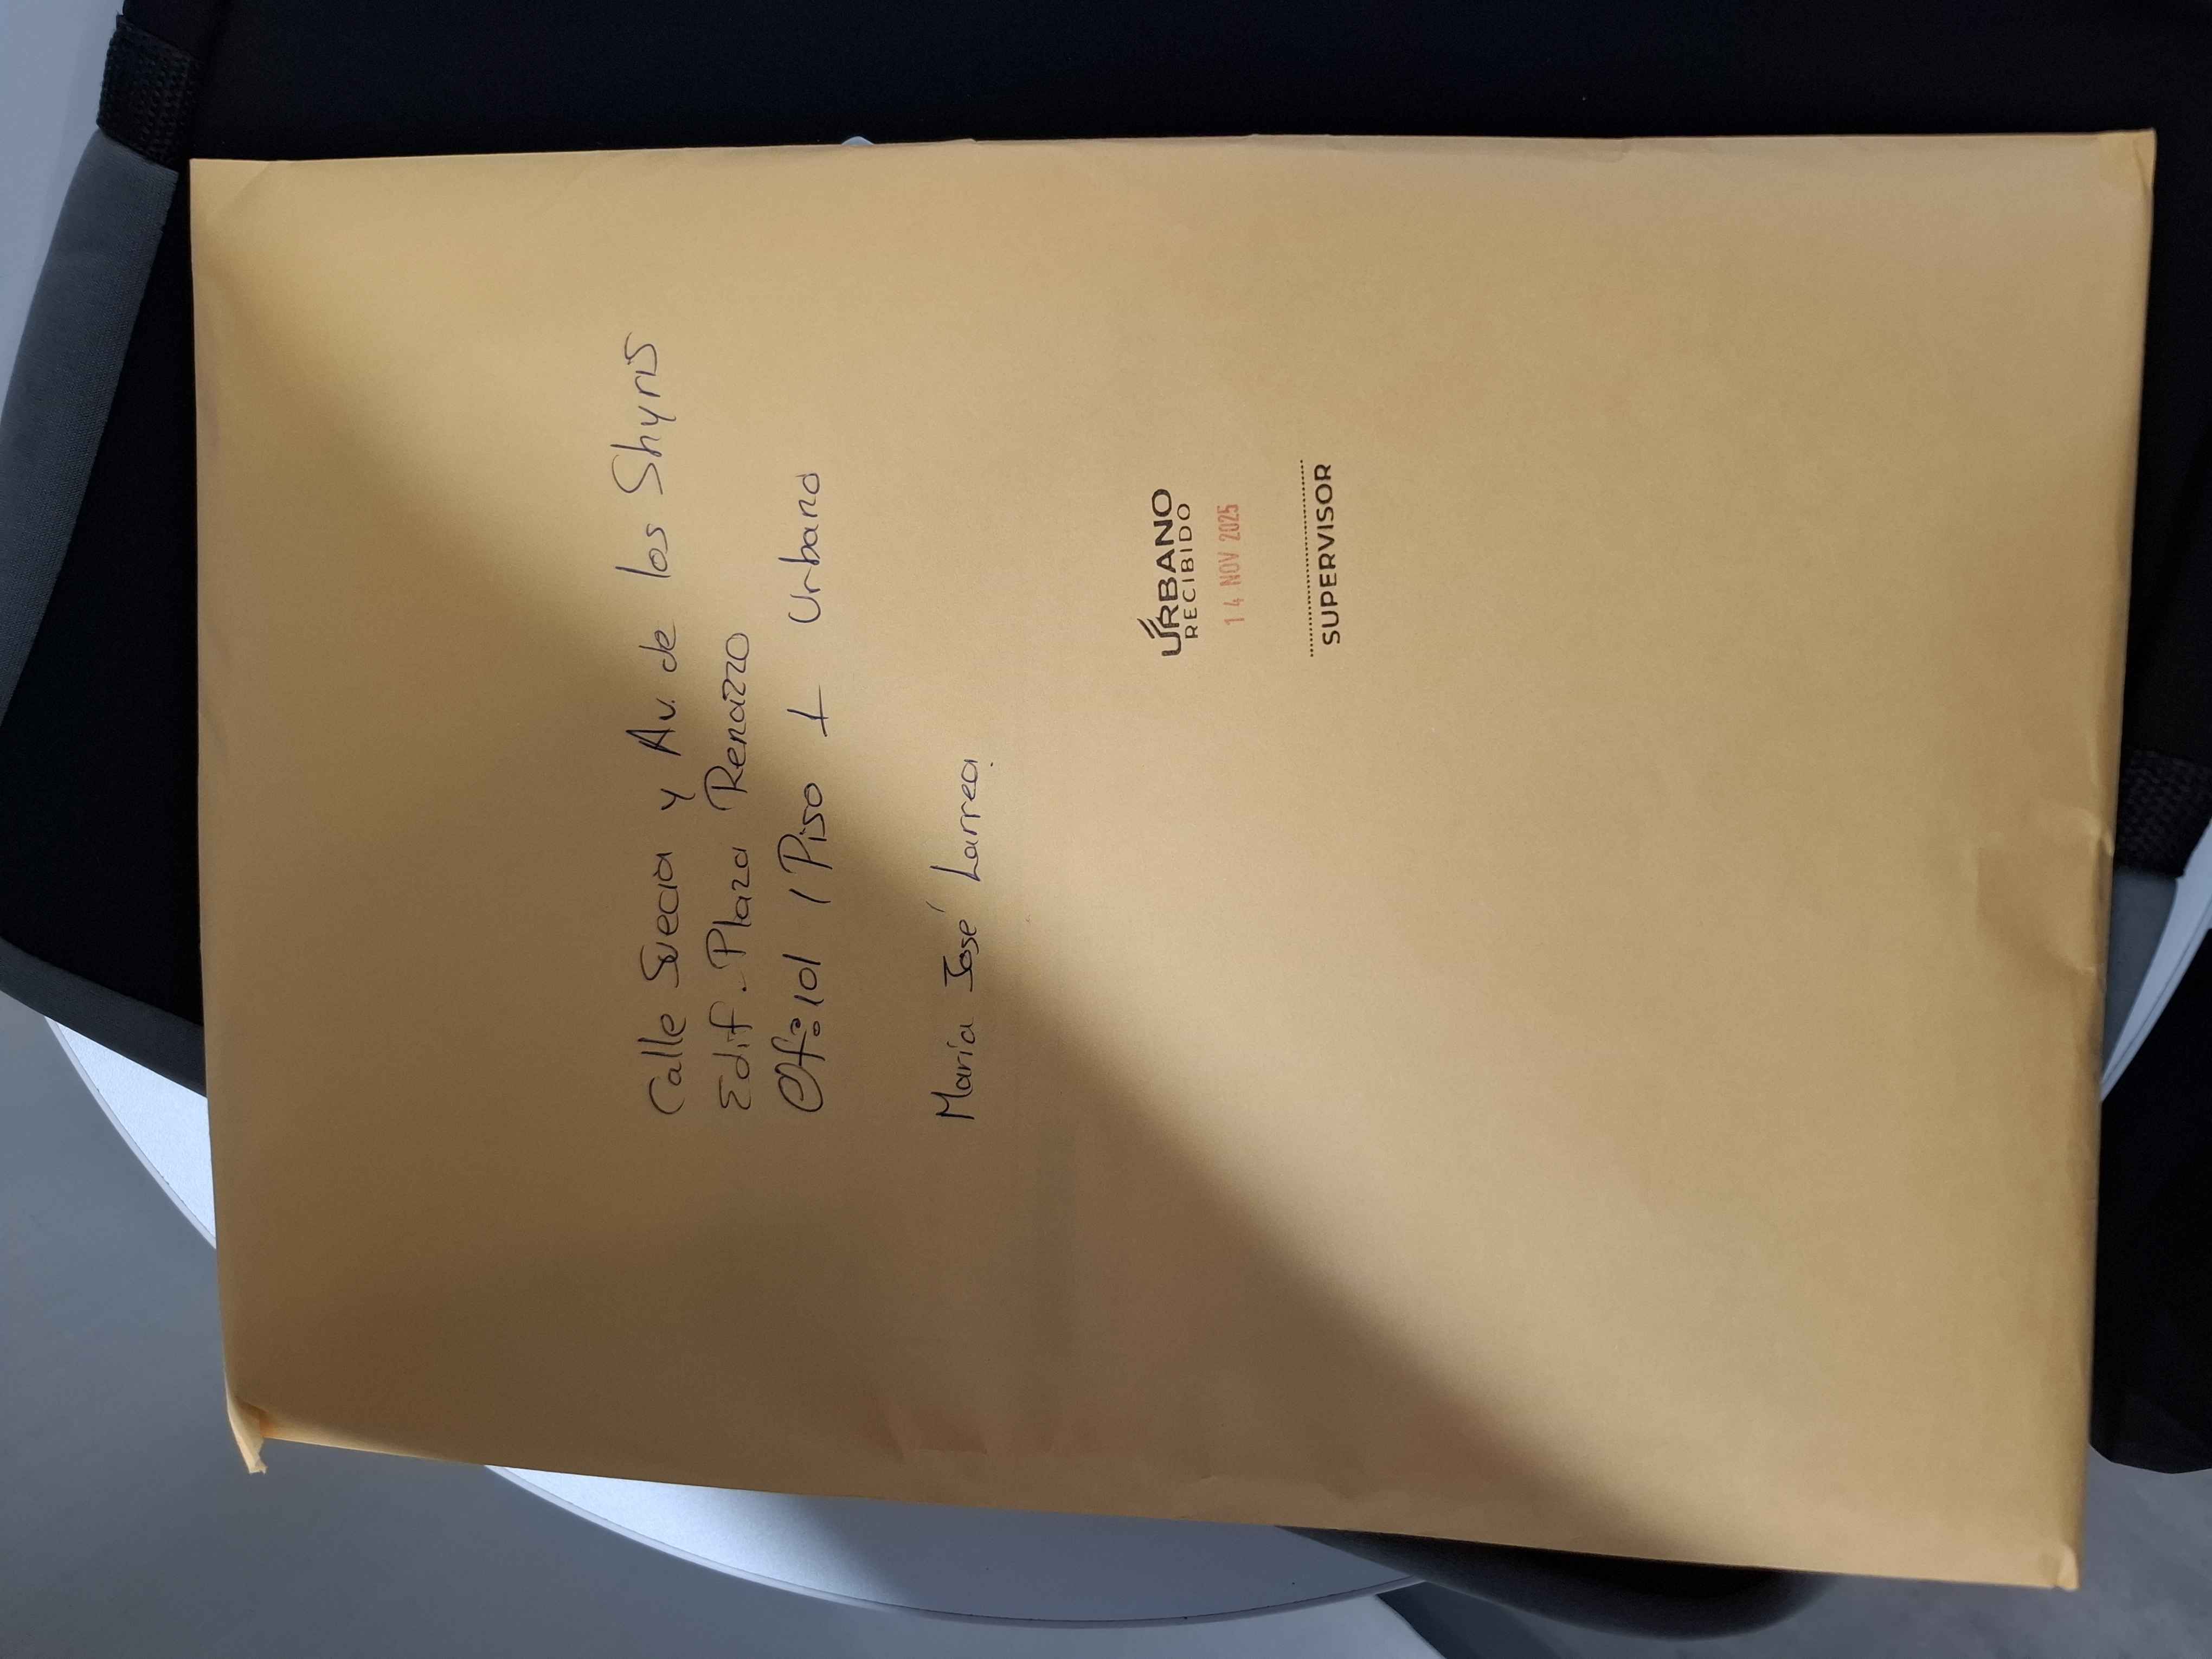 Calle Suecia y Av. de los Shyris
Edif. Plaza Renazzo
Of: 101 / Piso 1 Urbano
María José Larrea.
URBANO
RECIBIDO
14 NOV 2025
SUPERVISOR